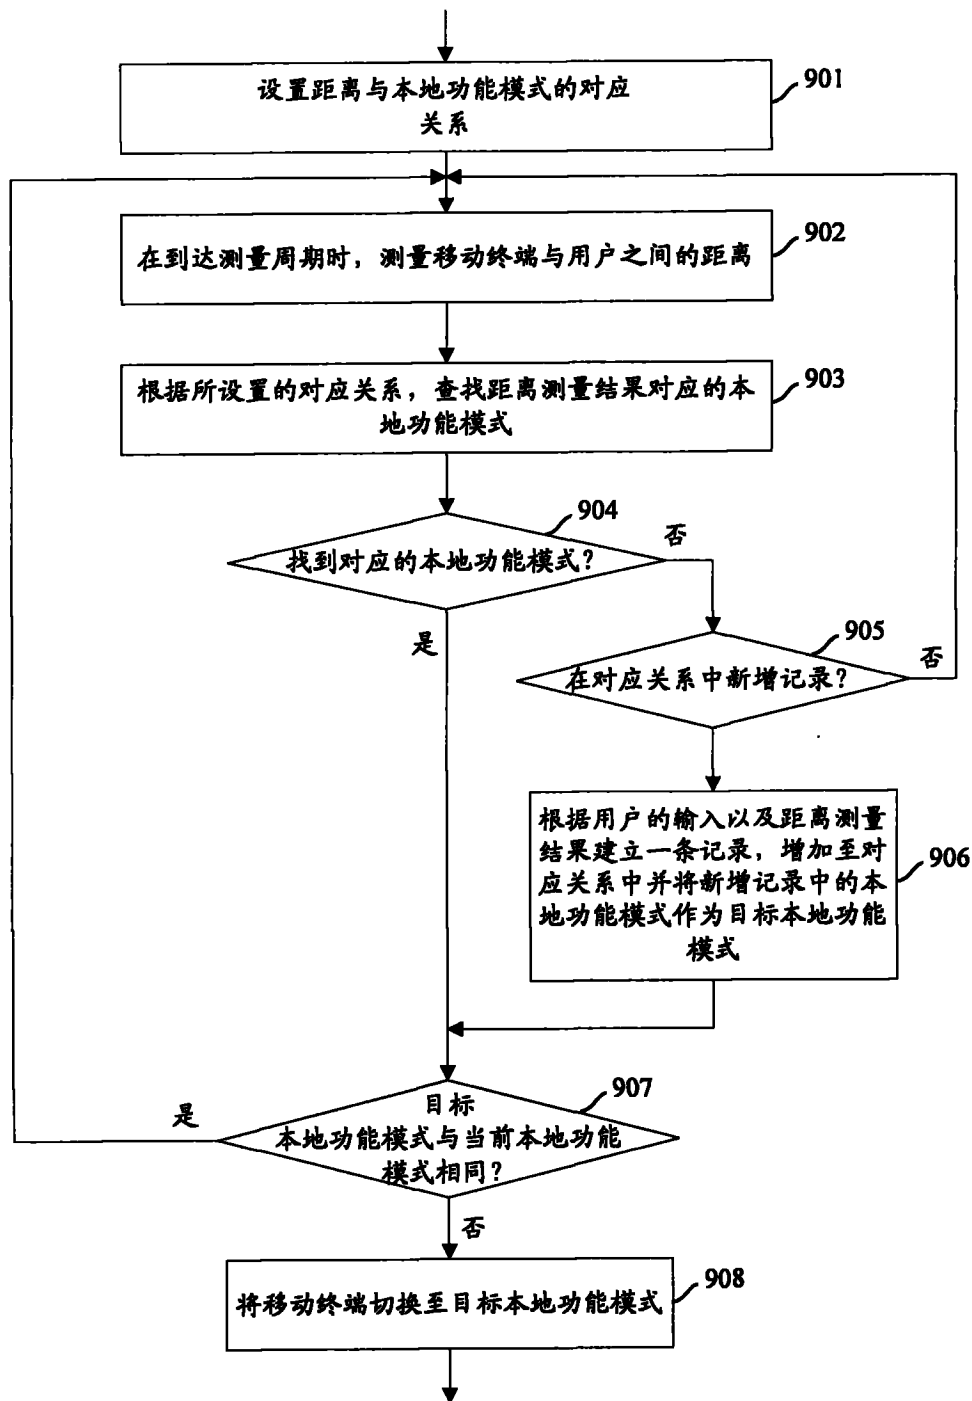 设置距离与本地功能模式的对应
关系
901
在到达测量周期时，测量移动终端与用户之间的距离
902
根据所设置的对应关系，查找距离测量结果对应的本
地功能模式
903
找到对应的本地功能模式？
904
否
是
在对应关系中新增记录？
905
否
根据用户的输入以及距离测量
结果建立一条记录，增加至对
应关系中并将新增记录中的本
地功能模式作为目标本地功能
模式
906
目标
本地功能模式与当前本地功能
模式相同？
907
是
否
将移动终端切换至目标本地功能模式
908